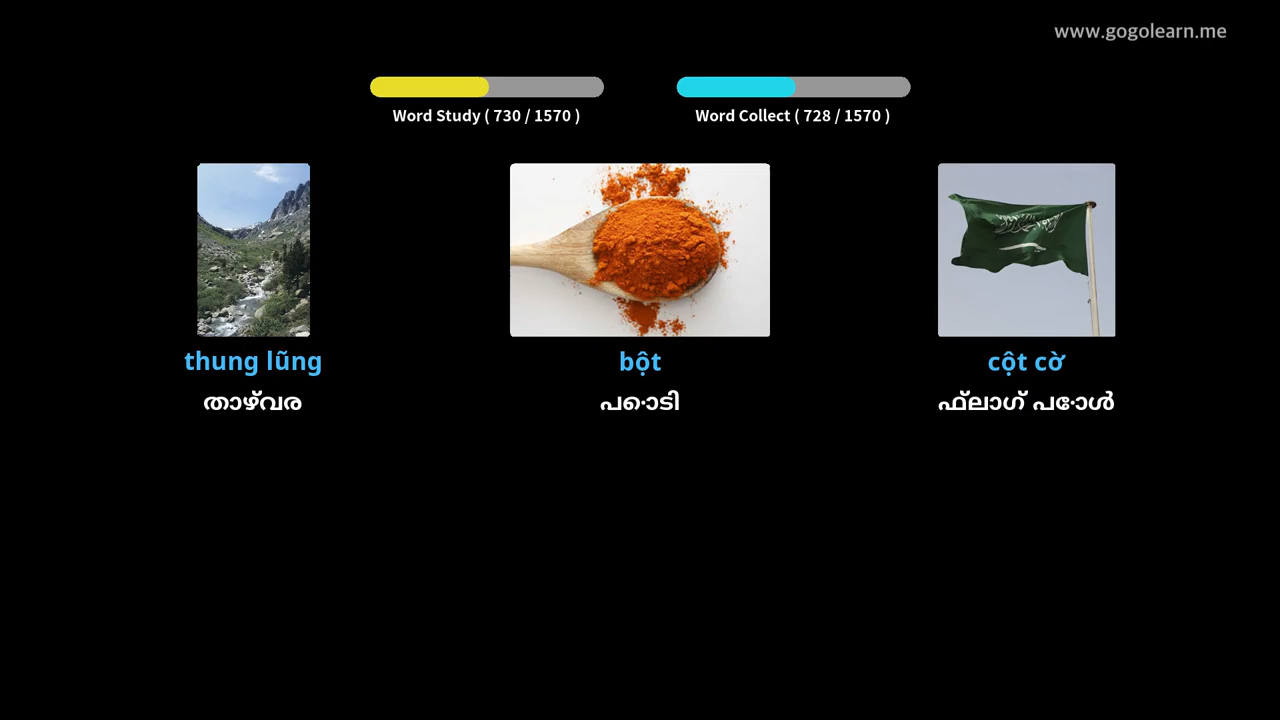 www.gogolearn.me
Word Study ( 730 / 1570 )
Word Collect ( 728 / 1570 )
thung lũng
bột
cột cờ
താഴ്വര
പൊടി
ഫ്ലാഗ് പോൾ